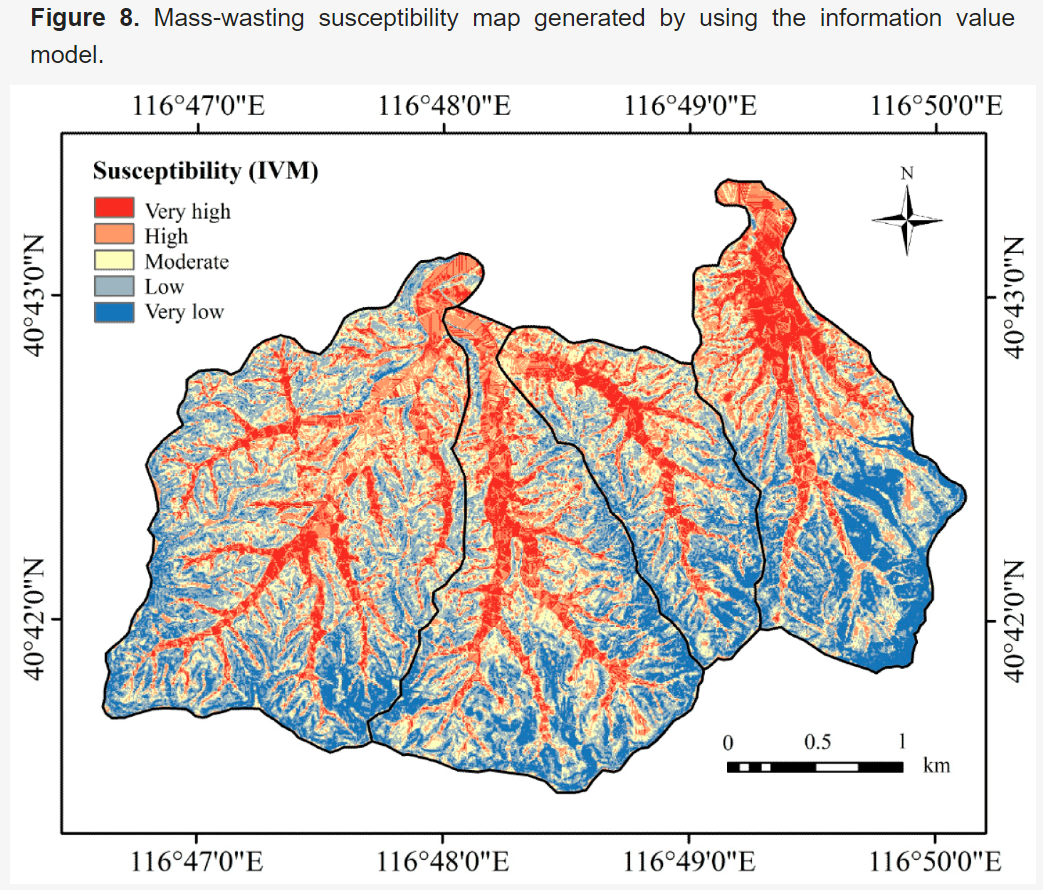 Figure 8. Mass-wasting susceptibility map generated by using the information value
model.
116°47'0"E 116°48'0"E 116°49'0"E 116°50'0"E
Susceptibility (IVM)
Very high
High
Moderate
Low
Very low
N
40°43'0"N
40°43'0"N
40°42'0"N
40°42'0"N
0 0.5 1
km
116°47'0"E 116°48'0"E 116°49'0"E 116°50'0"E